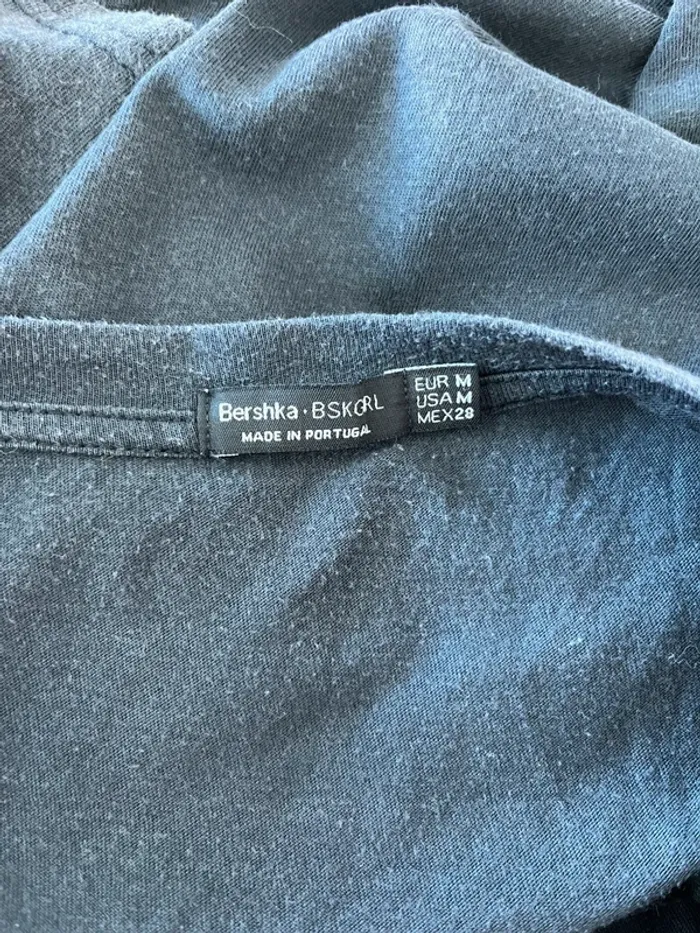 Bershka · BSKGRL
MADE IN PORTUGAL
EUR M
USA M
MEX 28